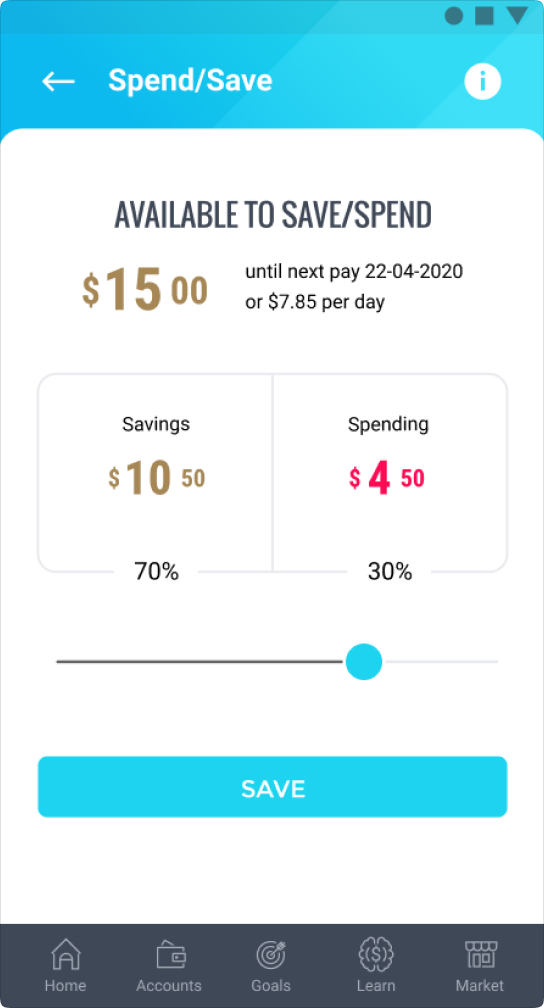 Spend/Save
i
AVAILABLE TO SAVE/SPEND
$15 00
until next pay 22-04-2020
or $7.85 per day
Savings
$ 10 50
70%
Spending
$ 4 50
30%
SAVE
Home
Accounts
Goals
$
Learn
Market